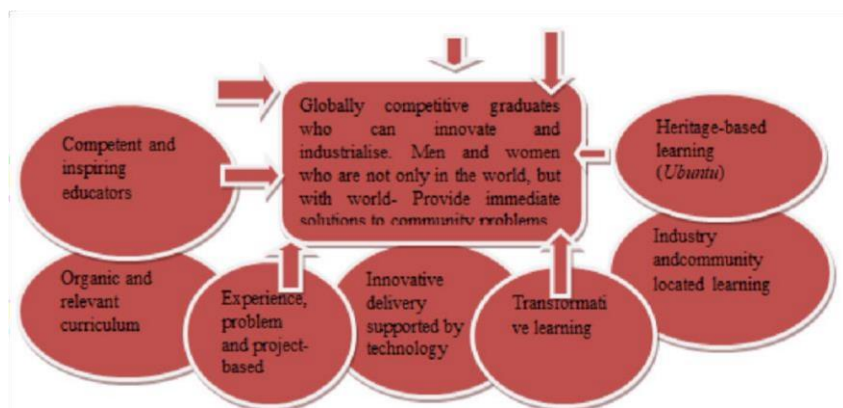 Globally competitive graduates
who can innovate and
industrialise. Men and women
who are not only in the world, but
with world- Provide immediate
solutions to community problems
Competent and
inspiring
educators
Heritage-based
learning
(Ubuntu)
Organic and
relevant
curriculum
Experience,
problem
and project-
based
Innovative
delivery
supported by
technology
Transformati
ve learning
Industry
andcommunity
located learning